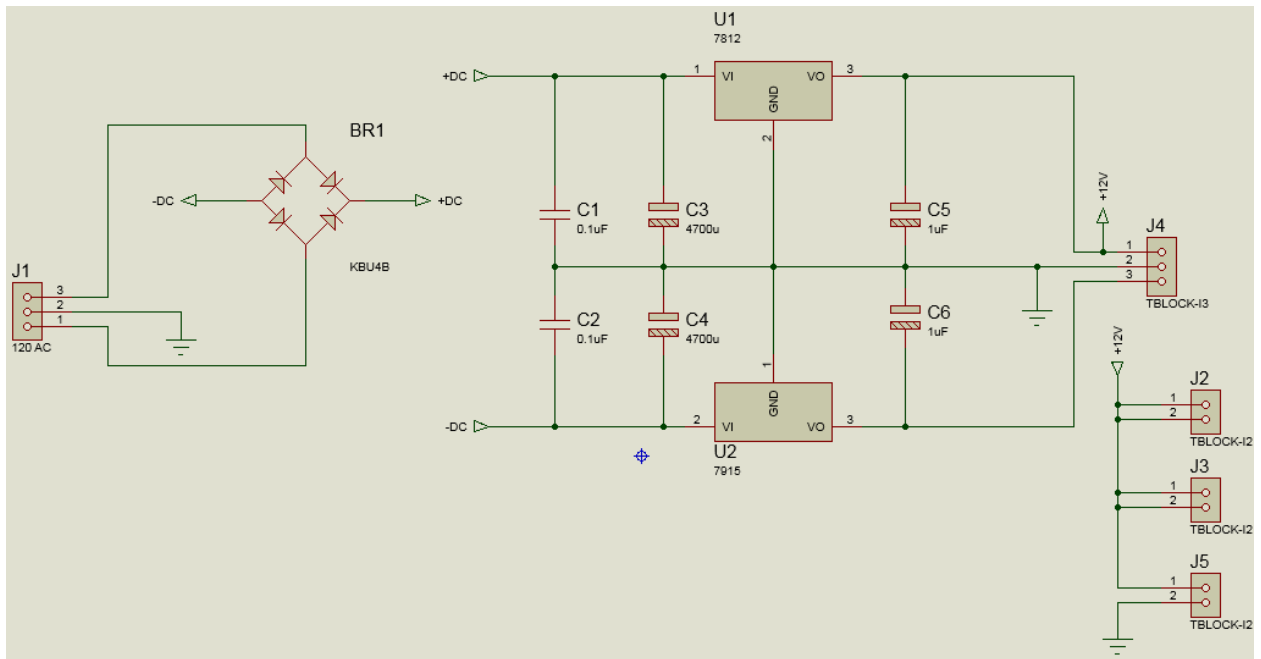 U1
7812
+DC
1
VI
VO
3
GND
2
BR1
-DC
+DC
KBU4B
C1
0.1uF
C3
4700u
C5
1uF
+12V
J4
1
2
3
TBLOCK-I3
J1
3
2
1
120 AC
C2
0.1uF
C4
4700u
C6
1uF
1
GND
-DC
2
VI
VO
3
U2
7915
+12V
J2
1
2
TBLOCK-I2
J3
1
2
TBLOCK-I2
J5
1
2
TBLOCK-I2